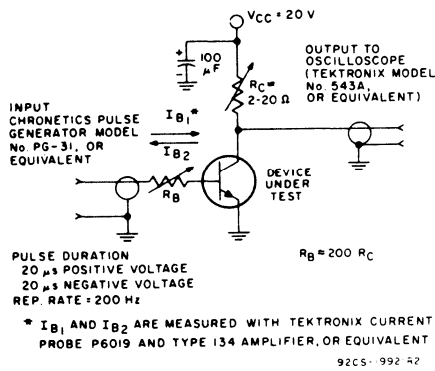 VCC = 20 V
+
100
μF
-
RC ≈
2-20 Ω
OUTPUT TO
OSCILLOSCOPE
(TEKTRONIX MODEL
No. 543A,
OR EQUIVALENT)
INPUT
CHRONETICS PULSE
GENERATOR MODEL
No. PG-31, OR
EQUIVALENT
IB1*
IB2
RB
DEVICE
UNDER
TEST
PULSE DURATION
20 μs POSITIVE VOLTAGE
20 μs NEGATIVE VOLTAGE
REP. RATE = 200 Hz
RB ≈ 200 RC
* IB1 AND IB2 ARE MEASURED WITH TEKTRONIX CURRENT
PROBE P6019 AND TYPE 134 AMPLIFIER, OR EQUIVALENT